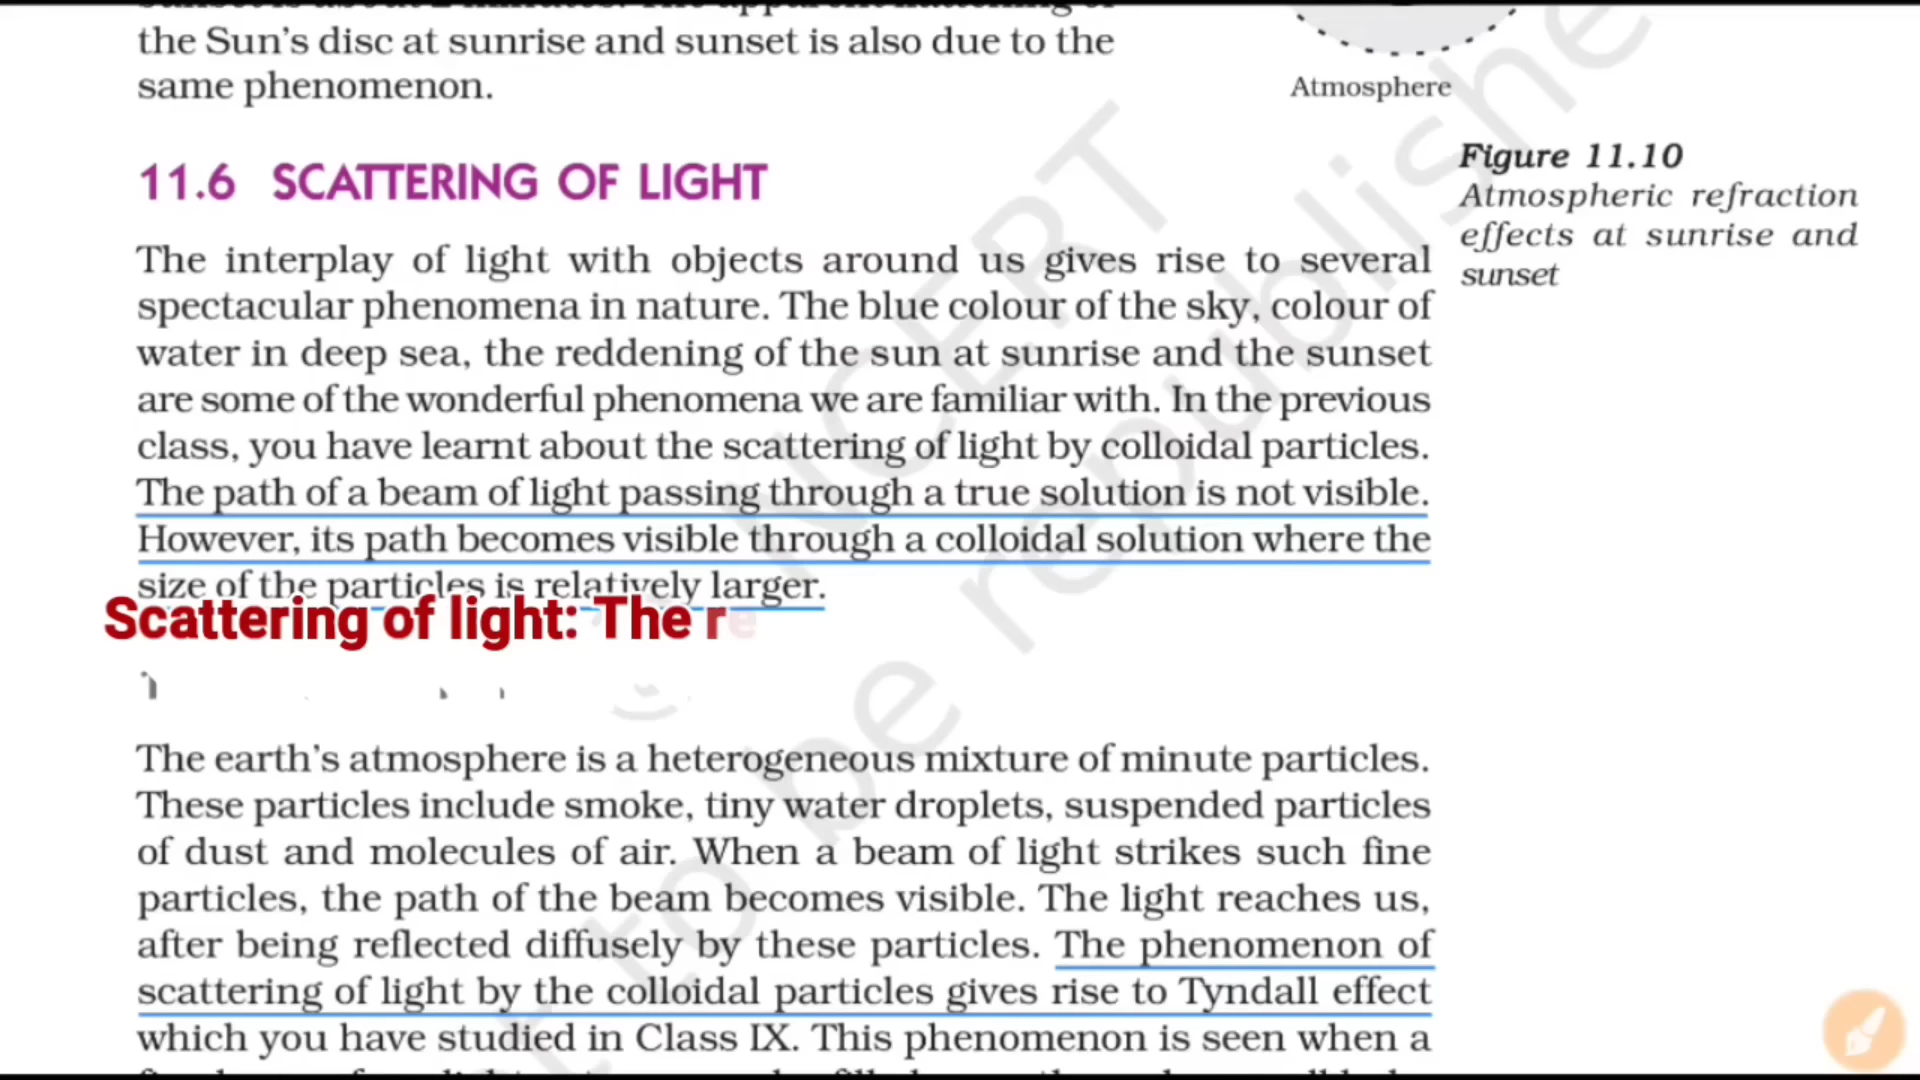 the Sun's disc at sunrise and sunset is also due to the
same phenomenon.
Atmosphere
Figure 11.10
Atmospheric refraction
effects at sunrise and
sunset
11.6 SCATTERING OF LIGHT
The interplay of light with objects around us gives rise to several
spectacular phenomena in nature. The blue colour of the sky, colour of
water in deep sea, the reddening of the sun at sunrise and the sunset
are some of the wonderful phenomena we are familiar with. In the previous
class, you have learnt about the scattering of light by colloidal particles.
The path of a beam of light passing through a true solution is not visible.
However, its path becomes visible through a colloidal solution where the
size of the particles is relatively larger.
Scattering of light: The re
The earth's atmosphere is a heterogeneous mixture of minute particles.
These particles include smoke, tiny water droplets, suspended particles
of dust and molecules of air. When a beam of light strikes such fine
particles, the path of the beam becomes visible. The light reaches us,
after being reflected diffusely by these particles. The phenomenon of
scattering of light by the colloidal particles gives rise to Tyndall effect
which you have studied in Class IX. This phenomenon is seen when a
NCERT
t to be republishe